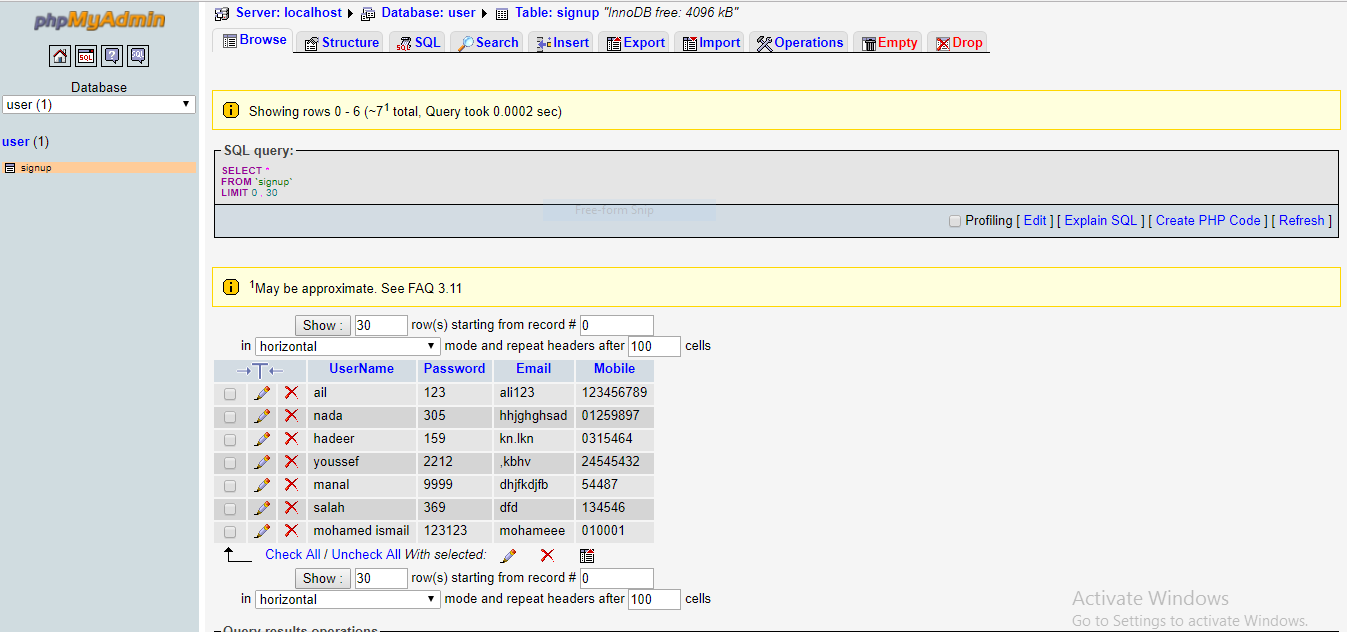 phpMyAdmin
SQL
Database
user (1)
user (1)
signup
Server: localhost Database: user Table: signup "InnoDB free: 4096 kB"
Browse Structure SQL Search Insert Export Import Operations Empty Drop
Showing rows 0 - 6 (~7¹ total, Query took 0.0002 sec)
SQL query:
SELECT *
FROM `signup`
LIMIT 0 , 30
Free-form Snip
Profiling [ Edit ] [ Explain SQL ] [ Create PHP Code ] [ Refresh ]
¹May be approximate. See FAQ 3.11
Show : 30 row(s) starting from record # 0
in horizontal mode and repeat headers after 100 cells
UserName Password Email Mobile
ail 123 ali123 123456789
nada 305 hhjghghsad 01259897
hadeer 159 kn.lkn 0315464
youssef 2212 ,kbhv 24545432
manal 9999 dhjfkdjfb 54487
salah 369 dfd 134546
mohamed ismail 123123 mohameee 010001
Check All / Uncheck All With selected:
Show : 30 row(s) starting from record # 0
in horizontal mode and repeat headers after 100 cells
Query results operations
Activate Windows
Go to Settings to activate Windows.